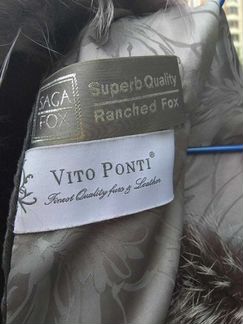 SAGA
FOX
Superb Quality
Ranched Fox
VITO PONTI®
Finest Quality furs & Leather